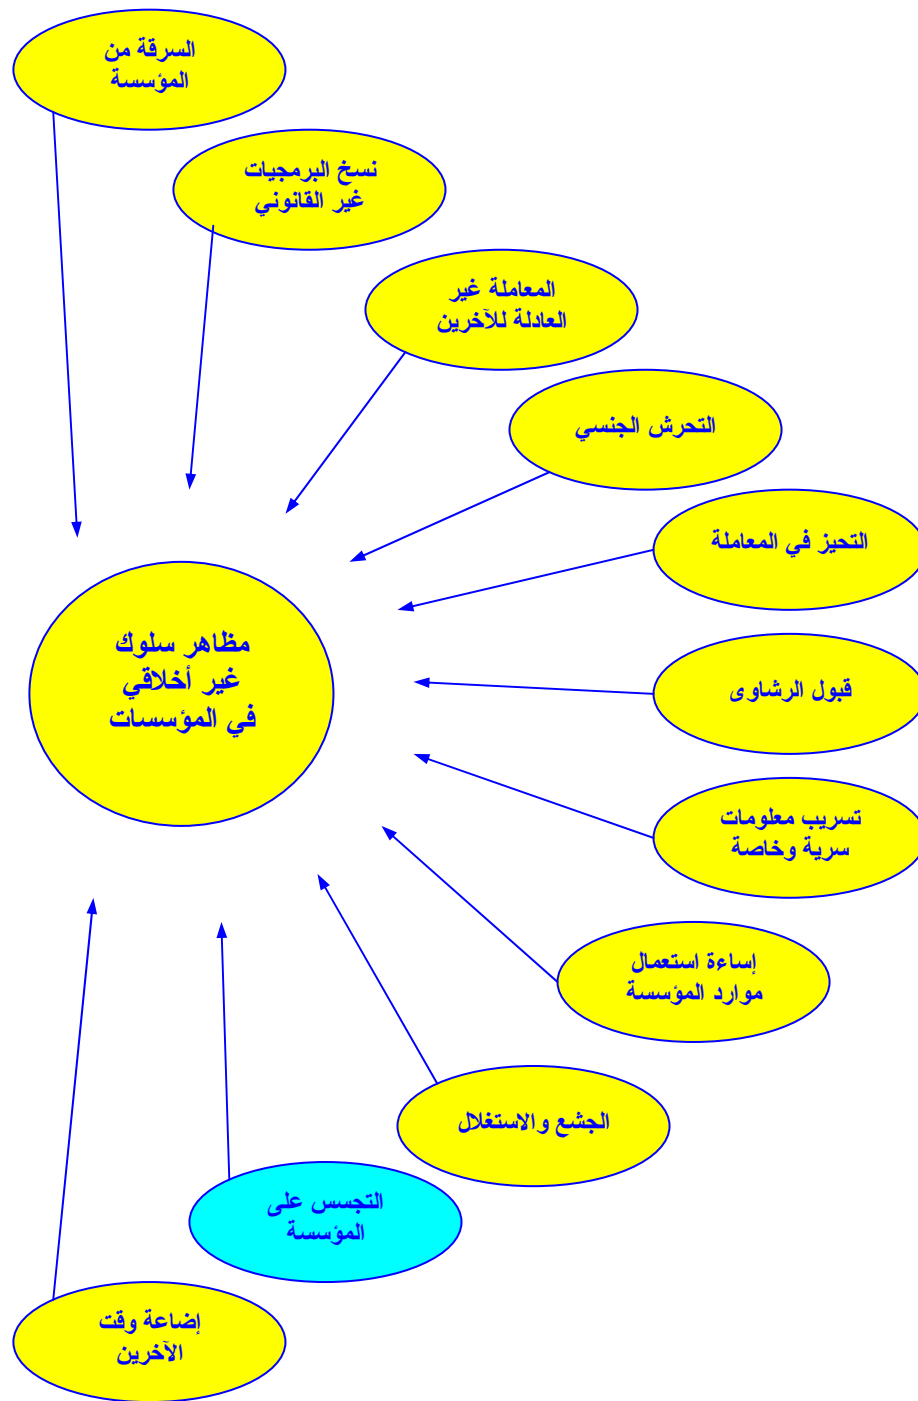 السرقة من
المؤسسة
نسخ البرمجيات
غير القانوني
المعاملة غير
العادلة للآخرين
التحرش الجنسي
التحيز في المعاملة
مظاهر سلوك
غير أخلاقي
في المؤسسات
قبول الرشاوى
تسريب معلومات
سرية وخاصة
إساءة استعمال
موارد المؤسسة
الجشع والاستغلال
التجسس على
المؤسسة
إضاعة وقت
الآخرين